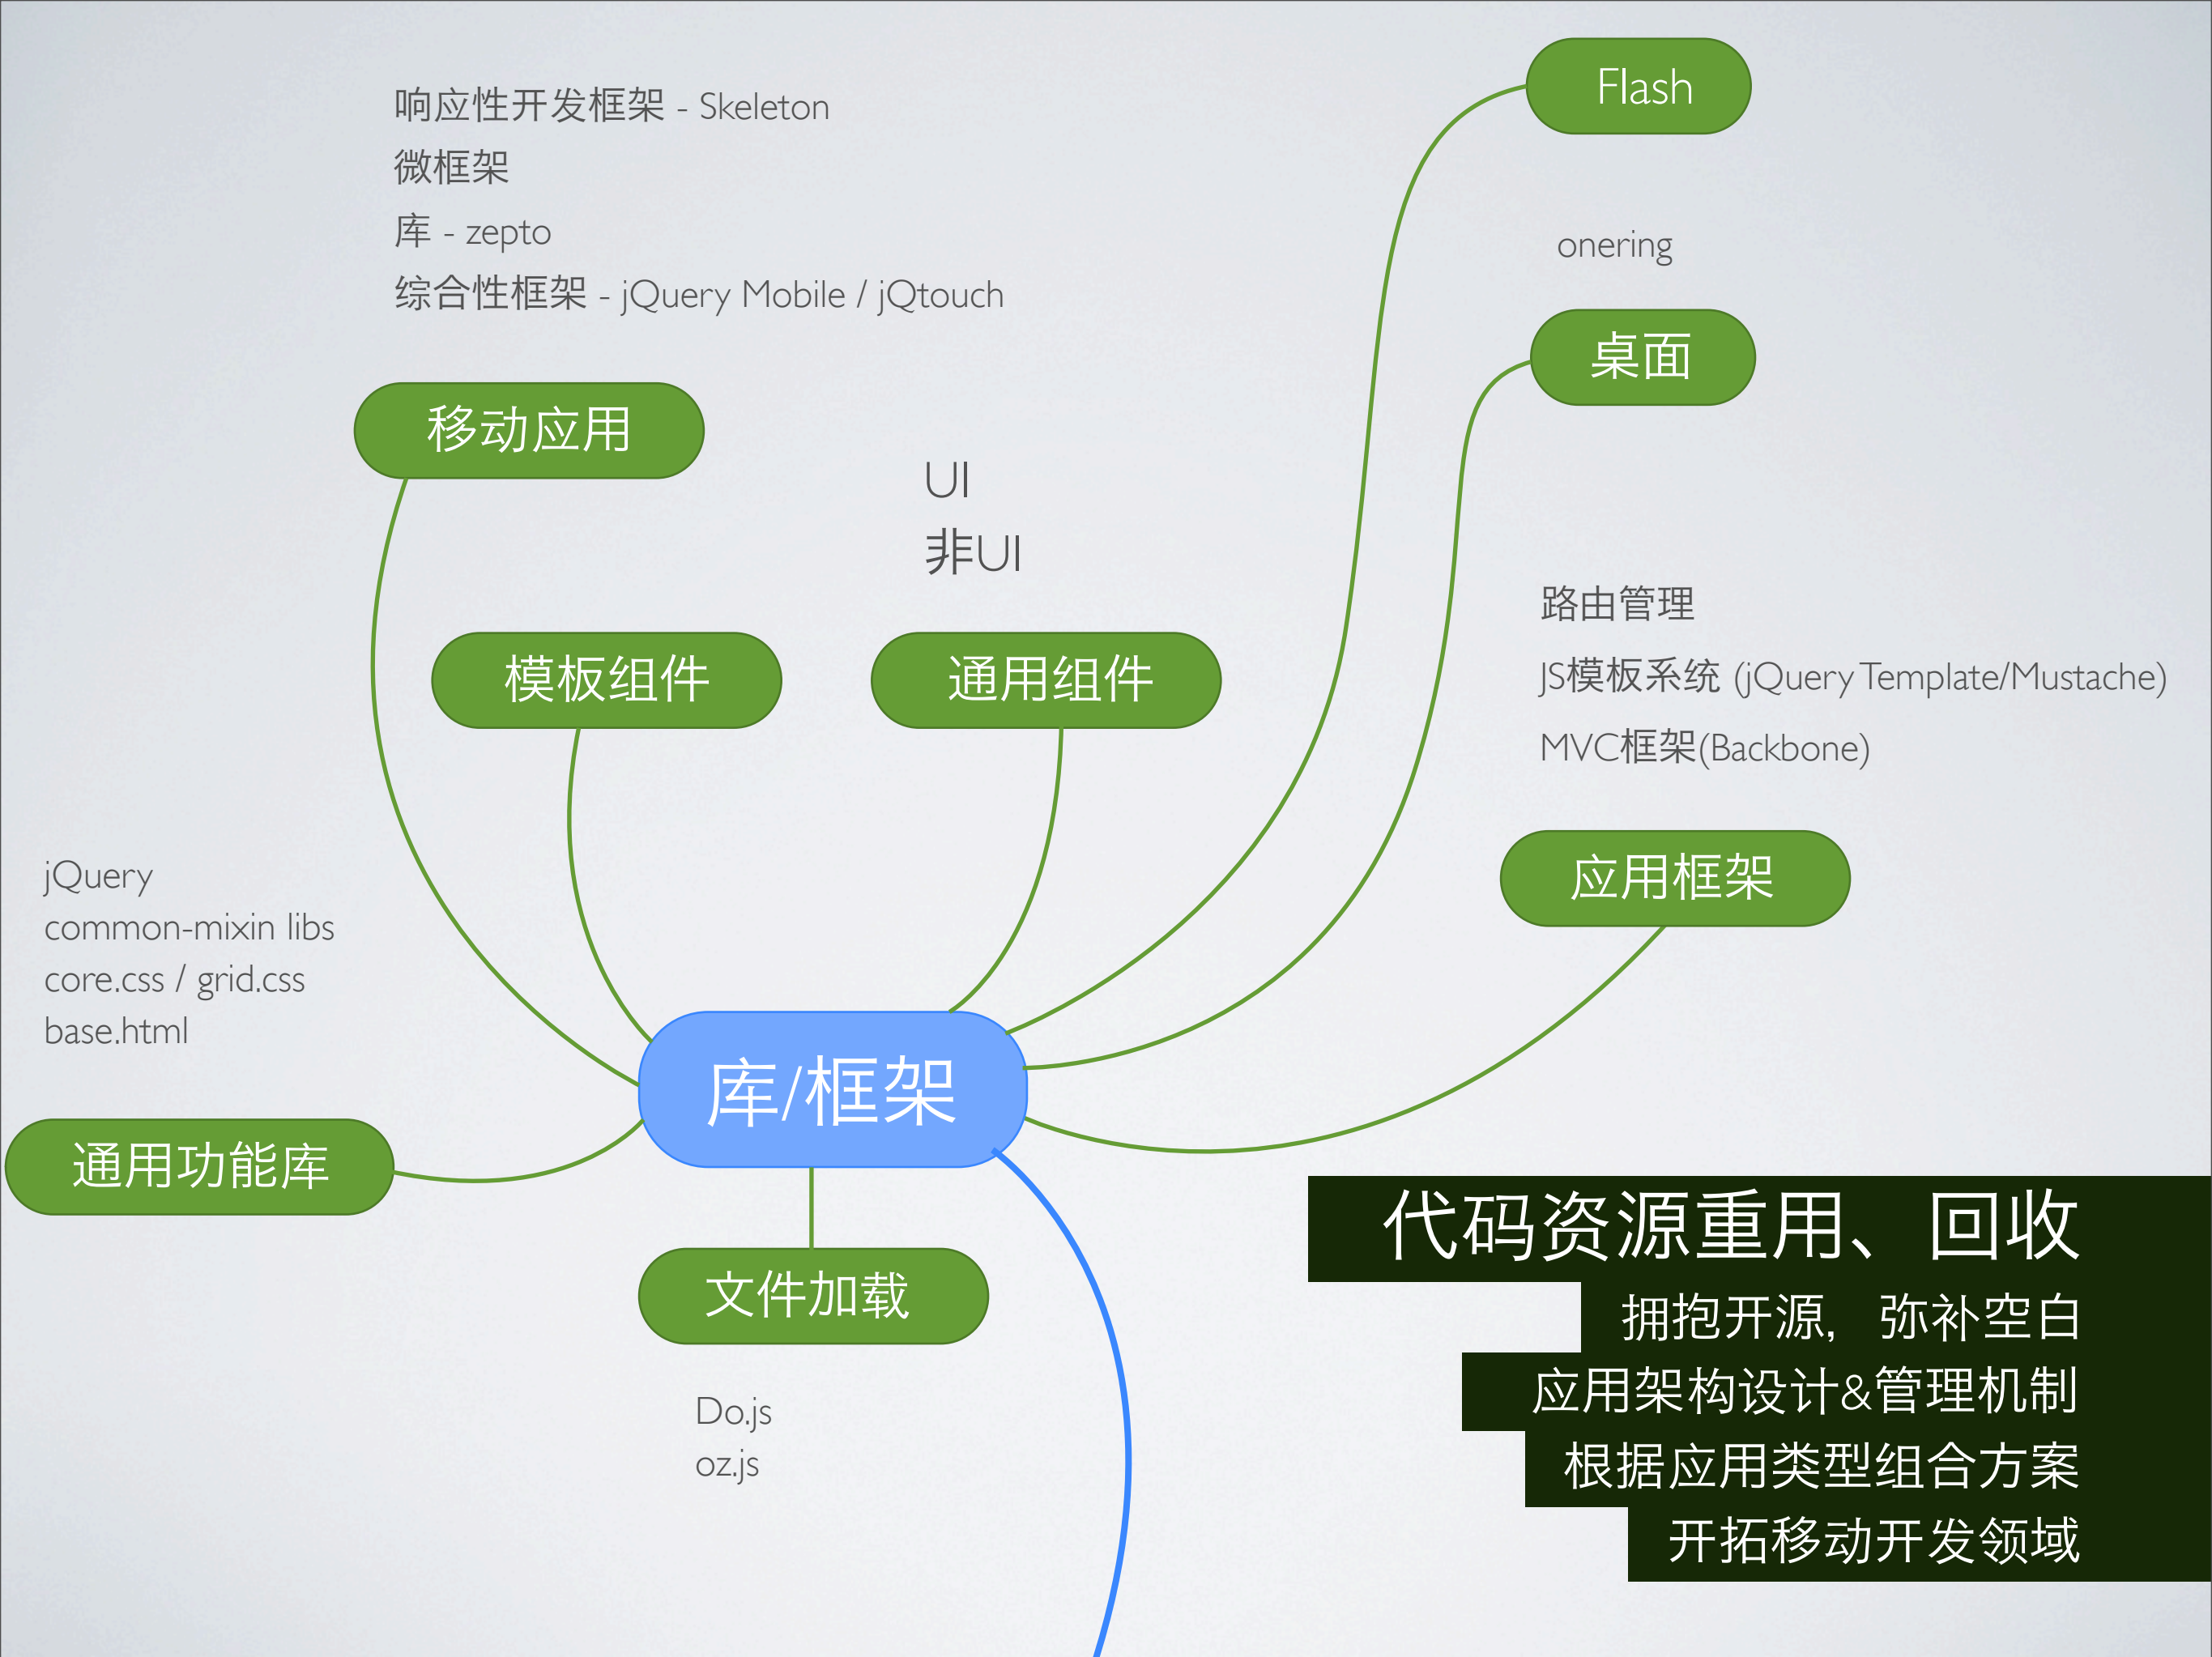 Flash
响应性开发框架 - Skeleton
微框架
库 - zepto
综合性框架 - jQuery Mobile / jQtouch
onering
桌面
移动应用
UI
非UI
路由管理
JS模板系统 (jQuery Template/Mustache)
MVC框架(Backbone)
模板组件
通用组件
应用框架
jQuery
common-mixin libs
core.css / grid.css
base.html
库/框架
通用功能库
文件加载
Do.js
oz.js
代码资源重用、回收
拥抱开源，弥补空白
应用架构设计&管理机制
根据应用类型组合方案
开拓移动开发领域